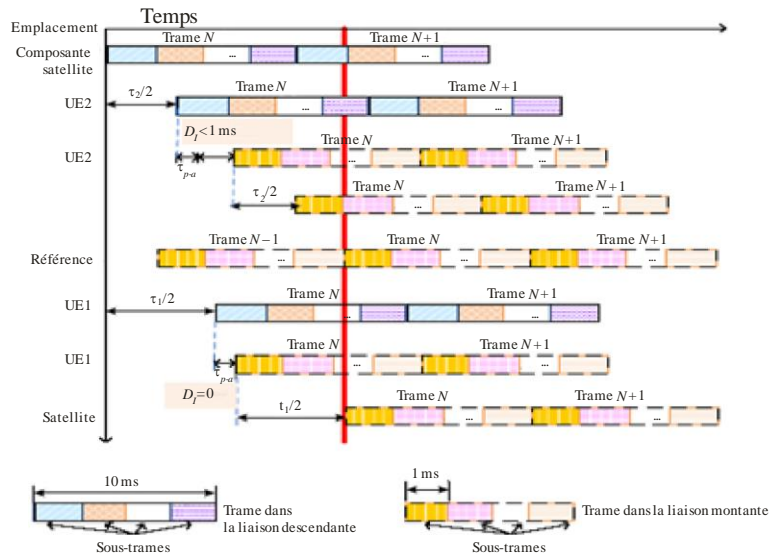 Temps
Emplacement
Trame N
Trame N+1
Composante
satellite
...
...
τ2/2
Trame N
Trame N+1
UE2
...
...
DI<1 ms
Trame N
Trame N+1
UE2
...
...
τp-a
τ2/2
Trame N
Trame N+1
...
...
Trame N−1
Trame N
Trame N+1
Référence
...
...
...
τ1/2
Trame N
Trame N+1
UE1
...
...
Trame N
Trame N+1
UE1
...
...
τp-a
DI=0
t1/2
Trame N
Trame N+1
Satellite
...
...
10 ms
1 ms
...
Trame dans
la liaison descendante
...
Trame dans la liaison montante
Sous-trames
Sous-trames